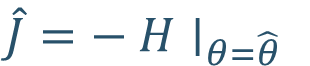 Ĵ = − H |θ=θ̂